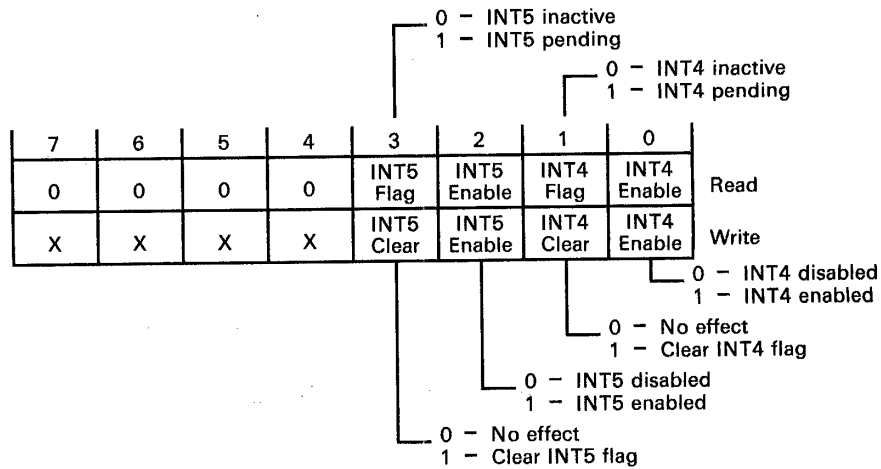 0 – INT5 inactive
1 – INT5 pending
0 – INT4 inactive
1 – INT4 pending
7 6 5 4 3 2 1 0
0 0 0 0 INT5 Flag INT5 Enable INT4 Flag INT4 Enable Read
X X X X INT5 Clear INT5 Enable INT4 Clear INT4 Enable Write
0 – INT4 disabled
1 – INT4 enabled
0 – No effect
1 – Clear INT4 flag
0 – INT5 disabled
1 – INT5 enabled
0 – No effect
1 – Clear INT5 flag